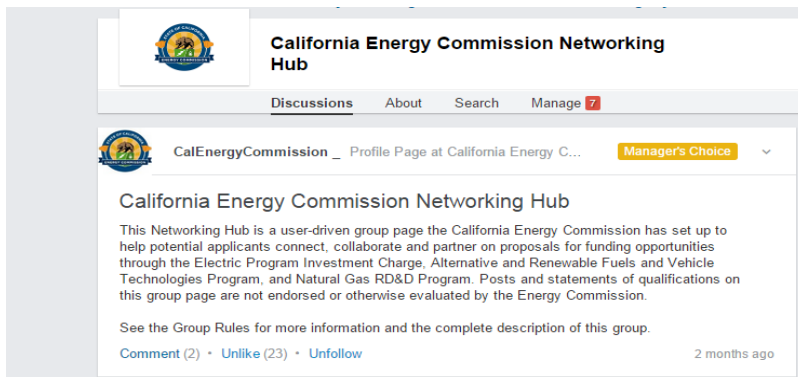 California Energy Commission Networking
Hub
Discussions About Search Manage 7
CalEnergyCommission _ Profile Page at California Energy C... Manager's Choice
California Energy Commission Networking Hub
This Networking Hub is a user-driven group page the California Energy Commission has set up to
help potential applicants connect, collaborate and partner on proposals for funding opportunities
through the Electric Program Investment Charge, Alternative and Renewable Fuels and Vehicle
Technologies Program, and Natural Gas RD&D Program. Posts and statements of qualifications on
this group page are not endorsed or otherwise evaluated by the Energy Commission.
See the Group Rules for more information and the complete description of this group.
Comment (2) • Unlike (23) • Unfollow 2 months ago